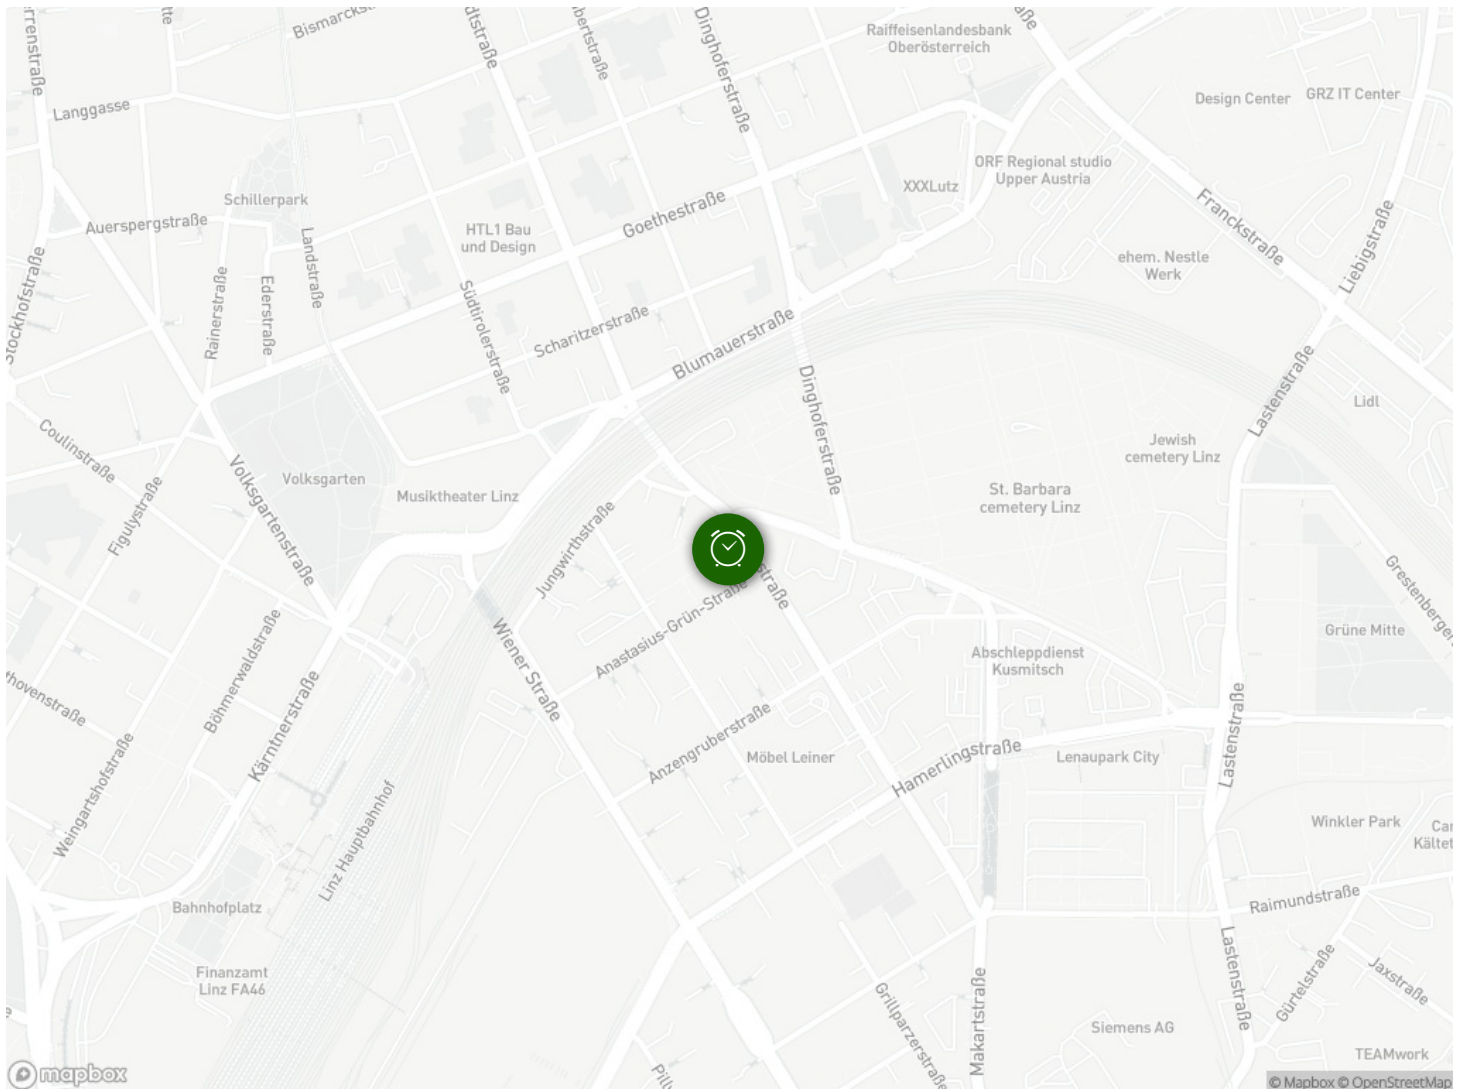 Bismarckst
Langgasse
Schillerpark
Auerspergstraße
Landstraße
Rainerstraße
Ederstraße
Stockhofstraße
HTL1 Bau
und Design
Südtirolerstraße
Goethestraße
Scharitzerstraße
Blumauerstraße
Dinghoferstraße
Dinghoferstraße
Raiffeisenlandesbank
Oberösterreich
XXXLutz
ORF Regional studio
Upper Austria
Design Center
GRZ IT Center
Franckstraße
Liebigstraße
ehem. Nestle
Werk
Lastenstraße
Lidl
Jewish
cemetery Linz
St. Barbara
cemetery Linz
Coulinstraße
Volksgartenstraße
Volksgarten
Musiktheater Linz
Figulystraße
Jungwirthstraße
Anastasius-Grün-Straße
Wiener Straße
Böhmerwaldstraße
Kärntnerstraße
Weingartshofstraße
Linz Hauptbahnhof
Bahnhofplatz
Finanzamt
Linz FA46
Anzengruberstraße
Möbel Leiner
Hamerlingstraße
Abschleppdienst
Kusmitsch
Grüne Mitte
Grestenberger
Lastenstraße
Lenaupark City
Winkler Park
Car
Kältet
Raimundstraße
Lastenstraße
Gürtelstraße
Jaxstraße
Grillparzerstraße
Makartstraße
Siemens AG
TEAMwork
mapbox
© Mapbox © OpenStreetMap